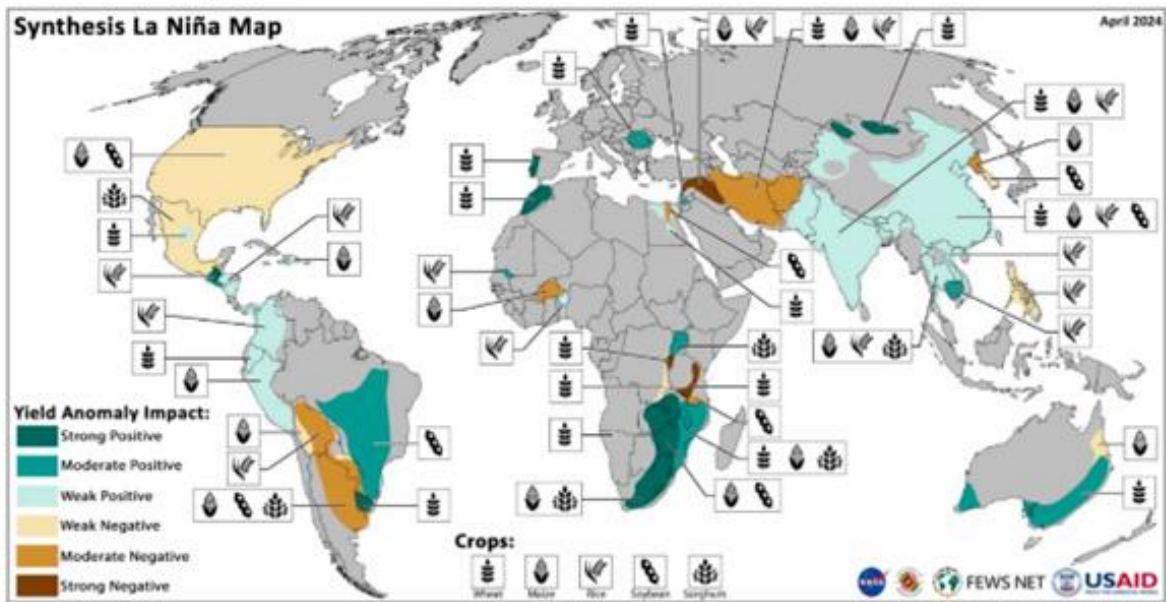 Synthesis La Niña Map
April 2024
Yield Anomaly Impact:
Strong Positive
Moderate Positive
Weak Positive
Weak Negative
Moderate Negative
Strong Negative
Crops:
Wheat Maize Rice Soybean Sorghum
NASA FEWS NET USAID